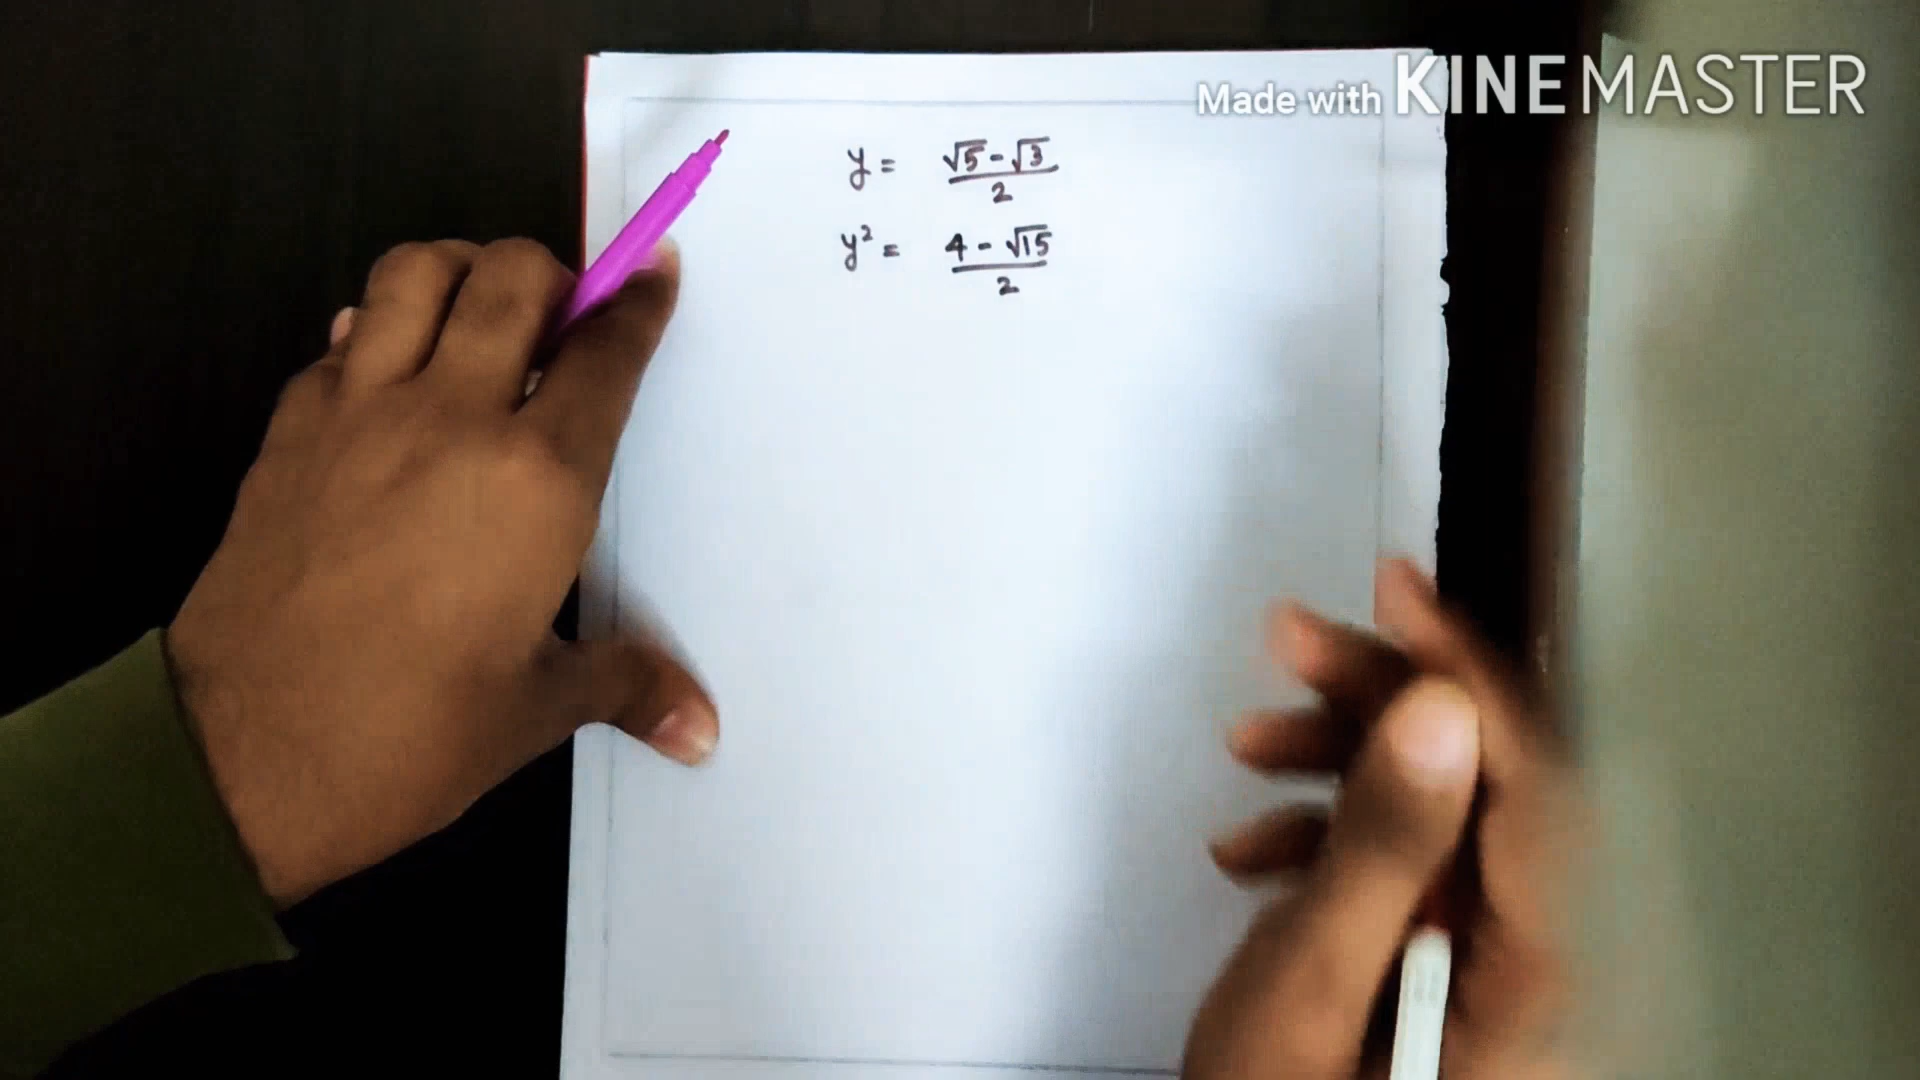 Made with KINEMASTER
y = √5-√3 / 2
y² = 4 - √15 / 2